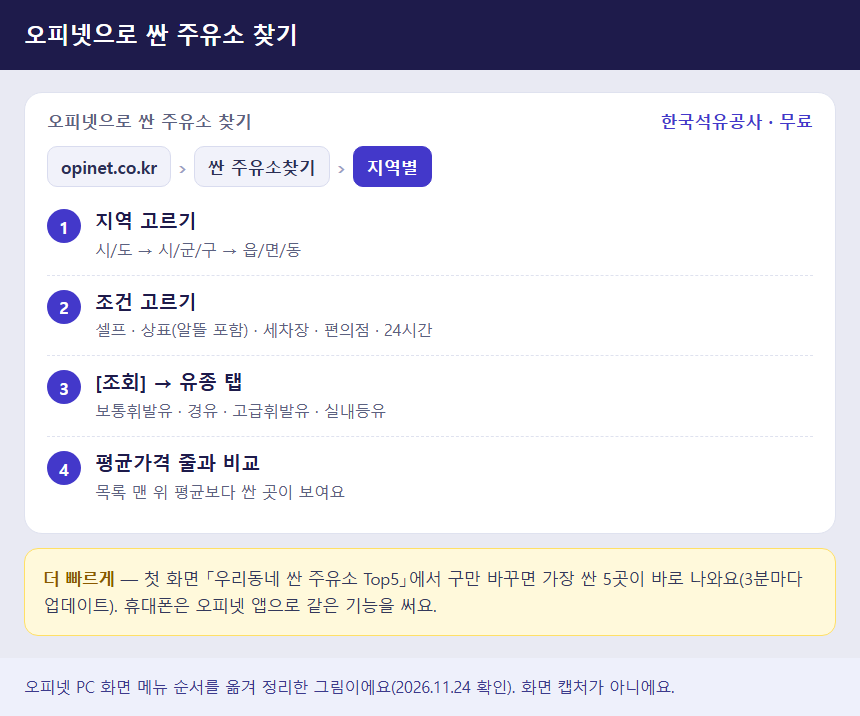 오피넷으로 싼 주유소 찾기
오피넷으로 싼 주유소 찾기
한국석유공사 · 무료
opinet.co.kr › 싼 주유소찾기 › 지역별
1 지역 고르기
시/도 → 시/군/구 → 읍/면/동
2 조건 고르기
셀프 · 상표(알뜰 포함) · 세차장 · 편의점 · 24시간
3 [조회] → 유종 탭
보통휘발유 · 경유 · 고급휘발유 · 실내등유
4 평균가격 줄과 비교
목록 맨 위 평균보다 싼 곳이 보여요
더 빠르게 — 첫 화면 「우리동네 싼 주유소 Top5」에서 구만 바꾸면 가장 싼 5곳이 바로 나와요(3분마다
업데이트). 휴대폰은 오피넷 앱으로 같은 기능을 써요.
오피넷 PC 화면 메뉴 순서를 옮겨 정리한 그림이에요(2026.11.24 확인). 화면 캡처가 아니에요.